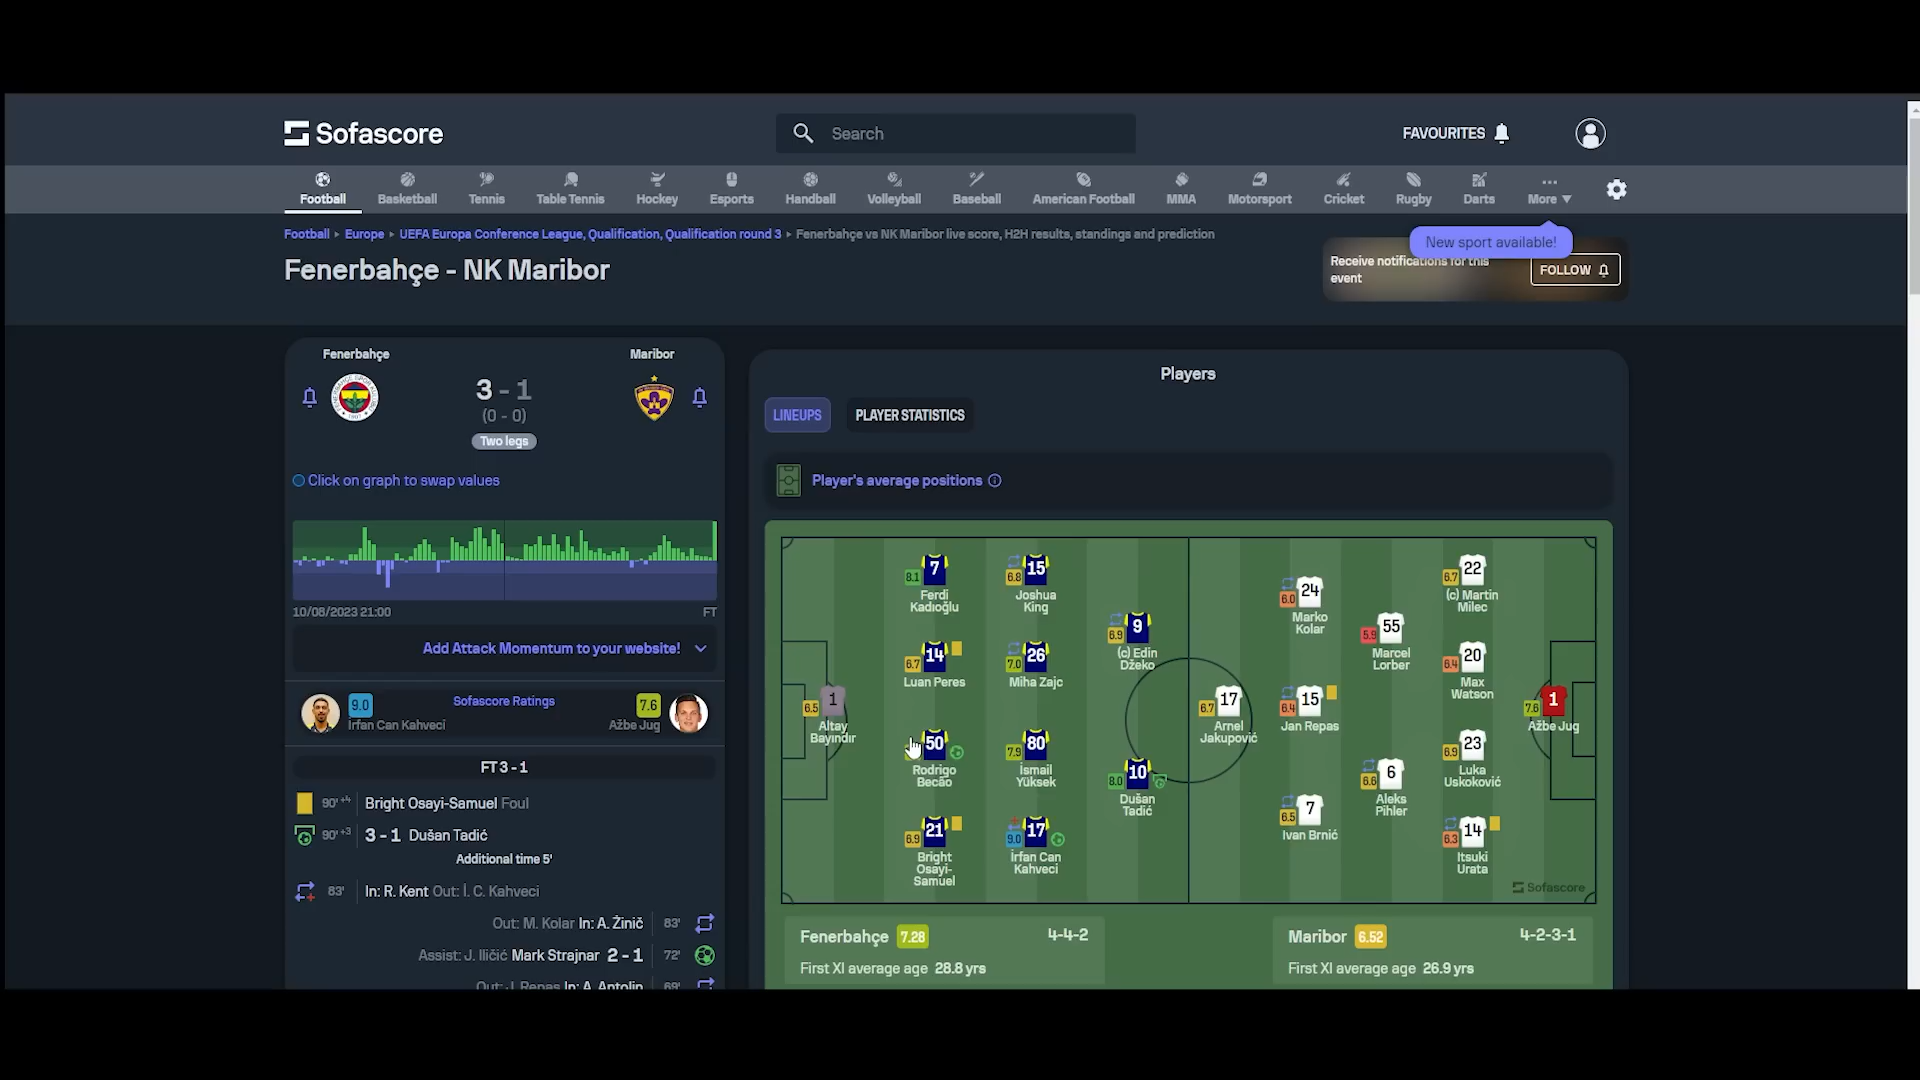 Sofascore
Search
FAVOURITES
Football
Basketball
Tennis
Table Tennis
Hockey
Esports
Handball
Volleyball
Baseball
American Football
MMA
Motorsport
Cricket
Rugby
Darts
More
Football
Europe
UEFA Europa Conference League, Qualification, Qualification round 3
Fenerbahçe vs NK Maribor live score, H2H results, standings and prediction
New sport available!
Fenerbahçe - NK Maribor
Receive notifications for this
event
FOLLOW
Fenerbahçe
Maribor
3 - 1
(0 - 0)
Two legs
Click on graph to swap values
10/08/2023 21:00
FT
Add Attack Momentum to your website!
9.0
Sofascore Ratings
7.6
İrfan Can Kahveci
Ažbe Jug
FT 3 - 1
90' +4 Bright Osayi-Samuel Foul
90' +3 3 - 1 Dušan Tadić
Additional time 5'
83' In: R. Kent Out: İ. C. Kahveci
Out: M. Kolar In: A. Žinič 83'
Assist: J. Iličić Mark Strajnar 2 - 1 72'
Out: J. Repas In: A. Antolin 69'
Players
LINEUPS
PLAYER STATISTICS
Player's average positions
1
6.5
Altay
Bayındır
7
8.1
Ferdi
Kadıoğlu
14
6.7
Luan Peres
50
Rodrigo
Becão
21
6.9
Bright
Osayi-
Samuel
15
6.8
Joshua
King
26
7.0
Miha Zajc
80
7.9
İsmail
Yüksek
17
9.0
İrfan Can
Kahveci
9
6.9
(c) Edin
Džeko
10
8.0
Dušan
Tadić
17
6.7
Arnel
Jakupović
24
6.0
Marko
Kolar
15
6.4
Jan Repas
7
6.5
Ivan Brnić
55
5.9
Marcel
Lorber
6
6.6
Aleks
Pihler
22
6.7
(c) Martin
Milec
20
6.4
Max
Watson
23
6.9
Luka
Uskoković
14
6.3
Itsuki
Urata
1
7.6
Ažbe Jug
Sofascore
Fenerbahçe 7.28 4-4-2
First XI average age 28.8 yrs
Maribor 6.52 4-2-3-1
First XI average age 26.9 yrs